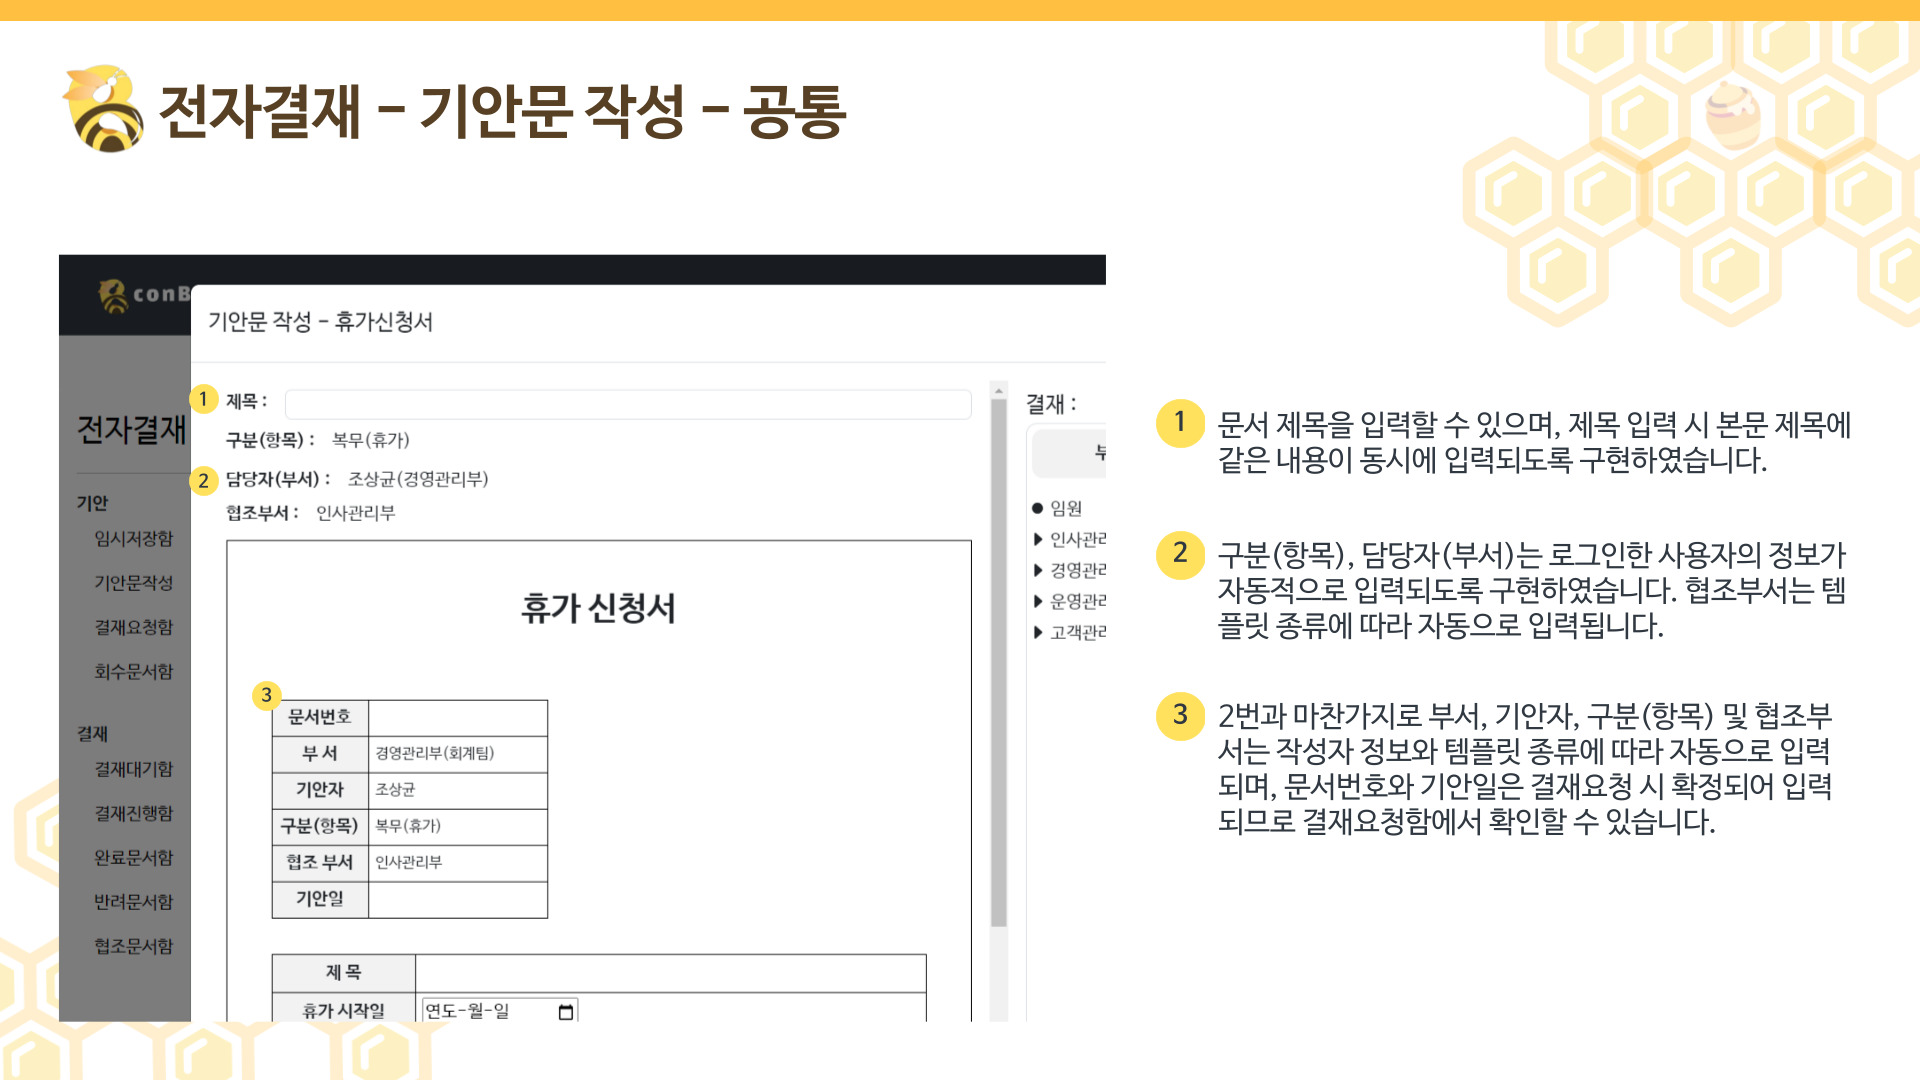 전자결재 - 기안문 작성 - 공통
conB
기안문 작성 - 휴가신청서
전자결재
기안
임시저장함
기안문작성
결재요청함
회수문서함
결재
결재대기함
결재진행함
완료문서함
반려문서함
협조문서함
1 제목 :
구분(항목) : 복무(휴가)
2 담당자(부서) : 조상균(경영관리부)
협조부서 : 인사관리부
휴가 신청서
3
문서번호
부 서 경영관리부(회계팀)
기안자 조상균
구분(항목) 복무(휴가)
협조 부서 인사관리부
기안일
제 목
휴가 시작일 연도-월-일
결재 :
임원
인사관리
경영관리
운영관리
고객관리
1 문서 제목을 입력할 수 있으며, 제목 입력 시 본문 제목에
같은 내용이 동시에 입력되도록 구현하였습니다.
2 구분(항목), 담당자(부서)는 로그인한 사용자의 정보가
자동적으로 입력되도록 구현하였습니다. 협조부서는 템
플릿 종류에 따라 자동으로 입력됩니다.
3 2번과 마찬가지로 부서, 기안자, 구분(항목) 및 협조부
서는 작성자 정보와 템플릿 종류에 따라 자동으로 입력
되며, 문서번호와 기안일은 결재요청 시 확정되어 입력
되므로 결재요청함에서 확인할 수 있습니다.